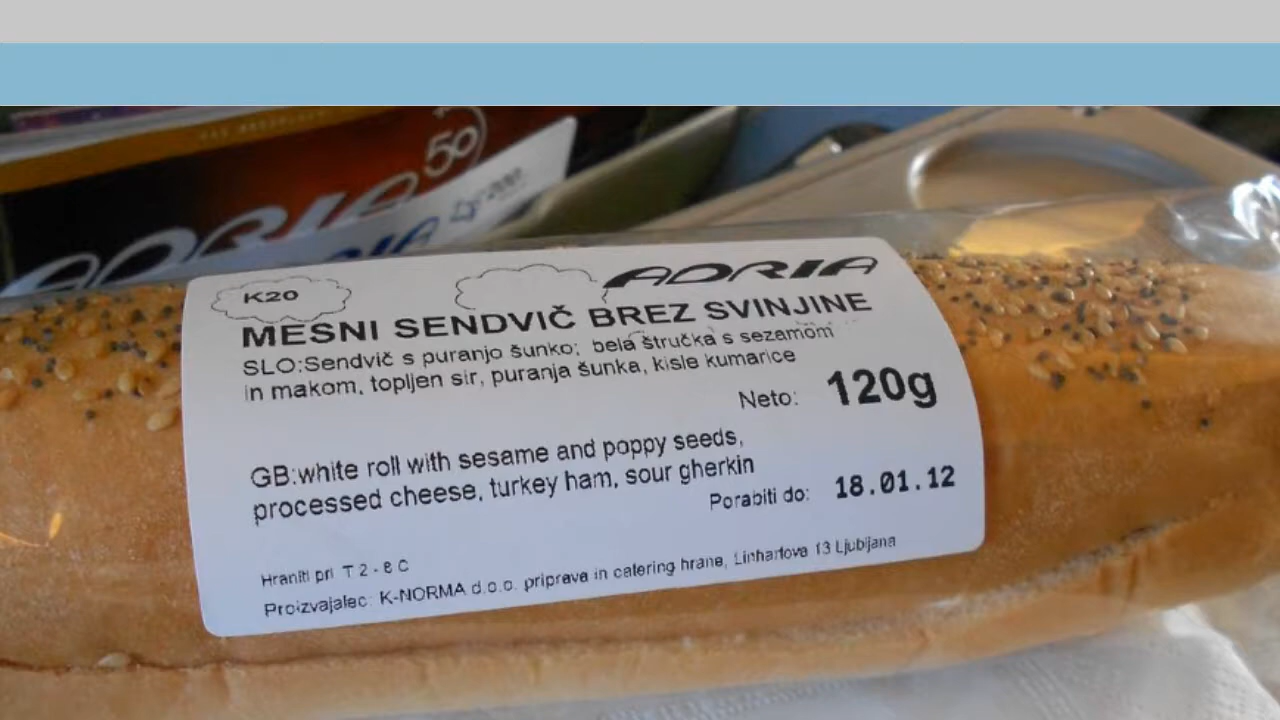 50
ADRIA
K20
ADRIA
MESNI SENDVIČ BREZ SVINJINE
SLO:Sendvič s puranjo šunko; bela štručka s sezamom
in makom, topljen sir, puranja šunka, kisle kumarice
Neto: 120g
GB:white roll with sesame and poppy seeds,
processed cheese, turkey ham, sour gherkin
Porabiti do: 18.01.12
Hraniti pri T 2 - 8 C
Proizvajalec: K-NORMA d.o.o. priprava in catering hrane, Linhartova 13 Ljubljana